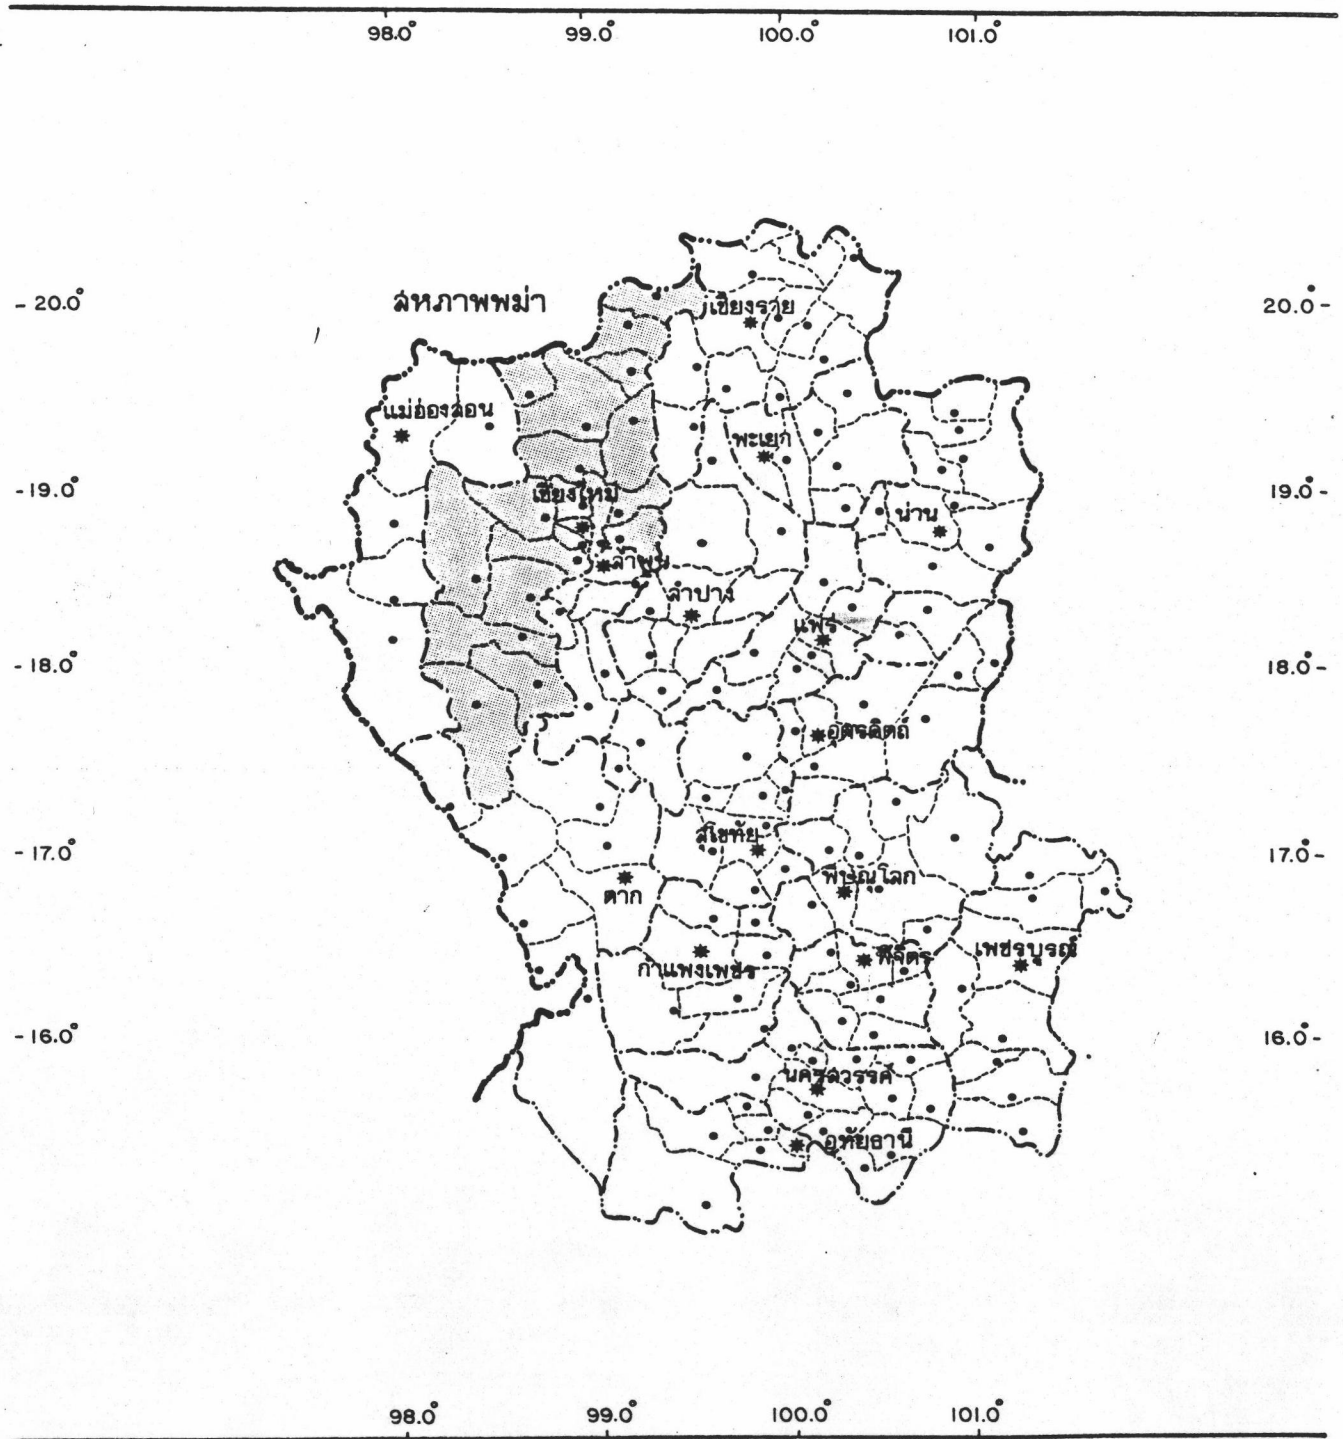 98.0° 99.0° 100.0° 101.0°
- 20.0° สหภาพพม่า เชียงราย 20.0° -
แม่ฮ่องสอน
พะเยา
- 19.0° เชียงใหม่ 19.0° -
น่าน
ลำพูน
ลำปาง
แพร่
- 18.0° 18.0° -
อุตรดิตถ์
สุโขทัย
- 17.0° 17.0° -
พิษณุโลก
ตาก
เพชรบูรณ์
พิจิตร
กำแพงเพชร
- 16.0° 16.0° -
นครสวรรค์
อุทัยธานี
98.0° 99.0° 100.0° 101.0°